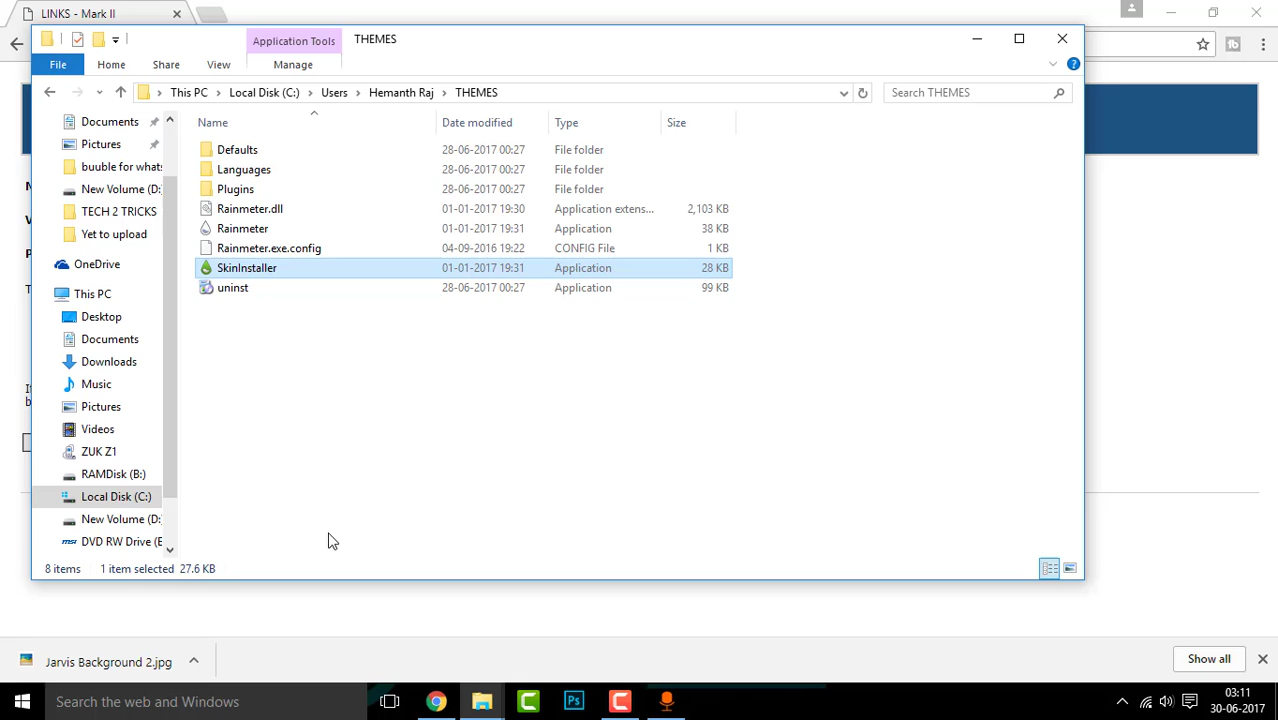 LINKS - Mark II
Application Tools
THEMES
File
Home
Share
View
Manage
This PC
Local Disk (C:)
Users
Hemanth Raj
THEMES
Search THEMES
Name
Date modified
Type
Size
Defaults 28-06-2017 00:27 File folder
Languages 28-06-2017 00:27 File folder
Plugins 28-06-2017 00:27 File folder
Rainmeter.dll 01-01-2017 19:30 Application extens... 2,103 KB
Rainmeter 01-01-2017 19:31 Application 38 KB
Rainmeter.exe.config 04-09-2016 19:22 CONFIG File 1 KB
SkinInstaller 01-01-2017 19:31 Application 28 KB
uninst 28-06-2017 00:27 Application 99 KB
Documents
Pictures
buuble for whats
New Volume (D:
TECH 2 TRICKS
Yet to upload
OneDrive
This PC
Desktop
Documents
Downloads
Music
Pictures
Videos
ZUK Z1
RAMDisk (B:)
Local Disk (C:)
New Volume (D:
msi DVD RW Drive (E
8 items 1 item selected 27.6 KB
Jarvis Background 2.jpg
Show all
Search the web and Windows
Ps
03:11
30-06-2017